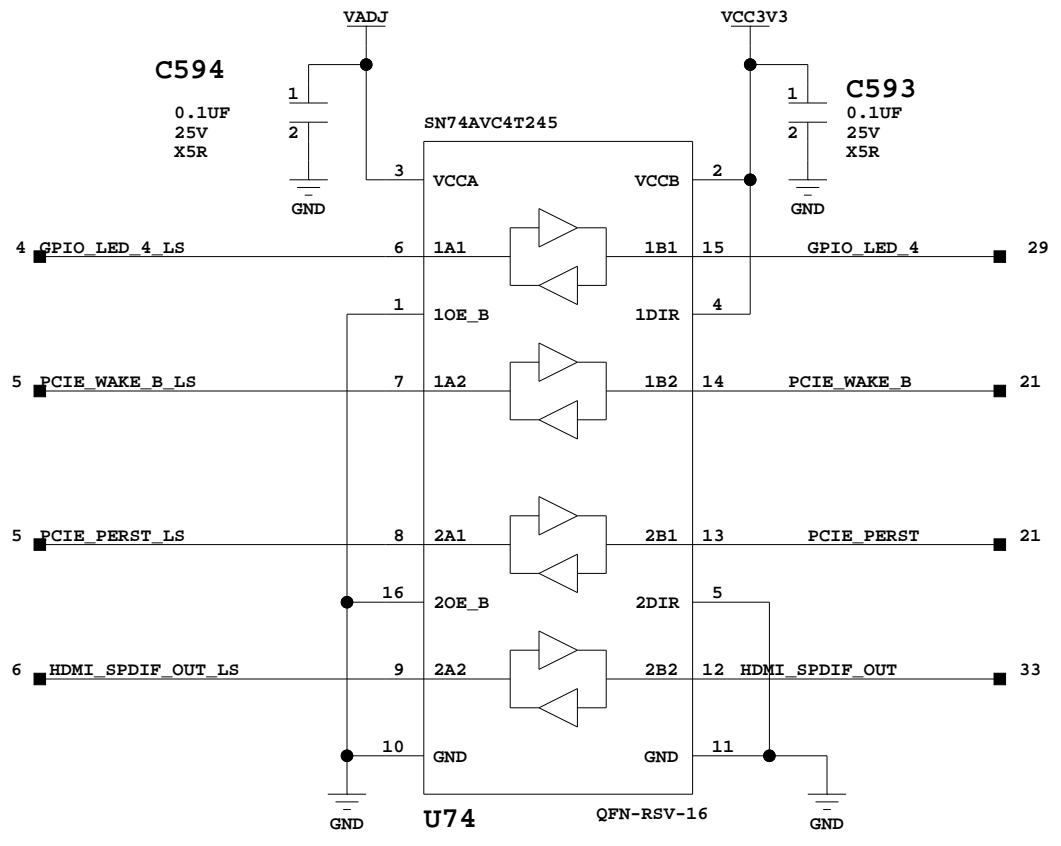 VADJ
VCC3V3
C594
1
0.1UF
25V
2
X5R
GND
C593
1
0.1UF
25V
2
X5R
GND
SN74AVC4T245
3 VCCA VCCB 2
4 GPIO_LED_4_LS 6 1A1 1B1 15 GPIO_LED_4 29
1 1OE_B 1DIR 4
5 PCIE_WAKE_B_LS 7 1A2 1B2 14 PCIE_WAKE_B 21
5 PCIE_PERST_LS 8 2A1 2B1 13 PCIE_PERST 21
16 2OE_B 2DIR 5
6 HDMI_SPDIF_OUT_LS 9 2A2 2B2 12 HDMI_SPDIF_OUT 33
10 GND GND 11
GND
U74
QFN-RSV-16
GND